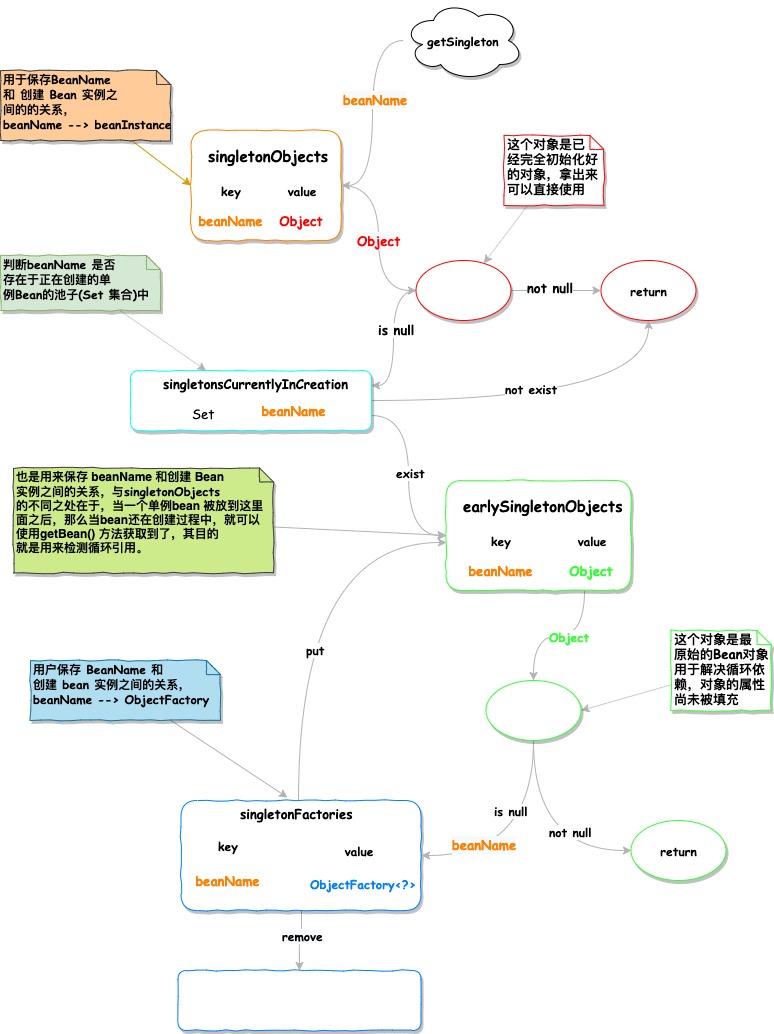 getSingleton
用于保存BeanName
和 创建 Bean 实例之
间的的关系，
beanName --> beanInstance
beanName
singletonObjects
key value
beanName Object
这个对象是已
经完全初始化好
的对象，拿出来
可以直接使用
Object
判断beanName 是否
存在于正在创建的单
例Bean的池子(Set 集合)中
not null
return
is null
singletonsCurrentlyInCreation
Set beanName
not exist
exist
也是用来保存 beanName 和创建 Bean
实例之间的关系，与singletonObjects
的不同之处在于，当一个单例bean 被放到这里
面之后，那么当bean还在创建过程中，就可以
使用getBean() 方法获取到了，其目的
就是用来检测循环引用。
earlySingletonObjects
key value
beanName Object
Object
put
这个对象是最
原始的Bean对象
用于解决循环依
赖，对象的属性
尚未被填充
用户保存 BeanName 和
创建 bean 实例之间的关系，
beanName --> ObjectFactory
is null
not null
beanName
return
singletonFactories
key value
beanName ObjectFactory<?>
remove